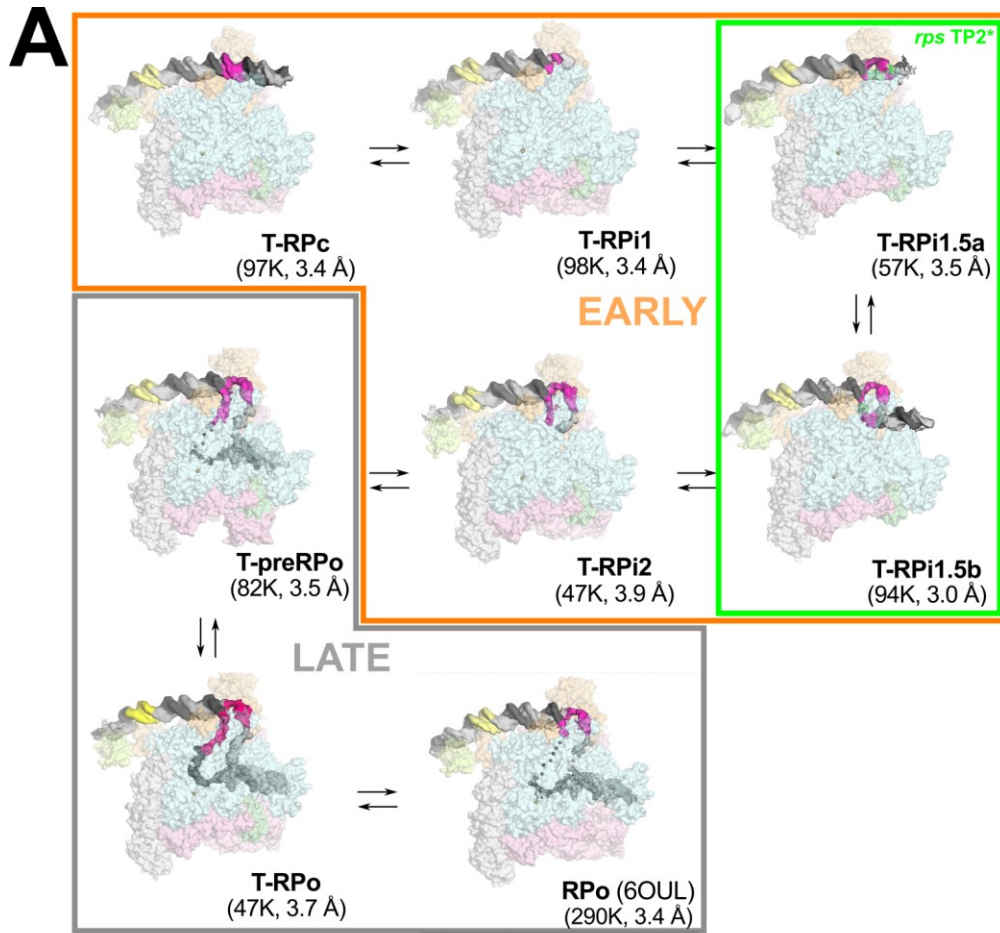 A
rps TP2*
T-RPc
(97K, 3.4 Å)
T-RPi1
(98K, 3.4 Å)
T-RPi1.5a
(57K, 3.5 Å)
EARLY
T-preRPo
(82K, 3.5 Å)
T-RPi2
(47K, 3.9 Å)
T-RPi1.5b
(94K, 3.0 Å)
LATE
T-RPo
(47K, 3.7 Å)
RPo (6OUL)
(290K, 3.4 Å)